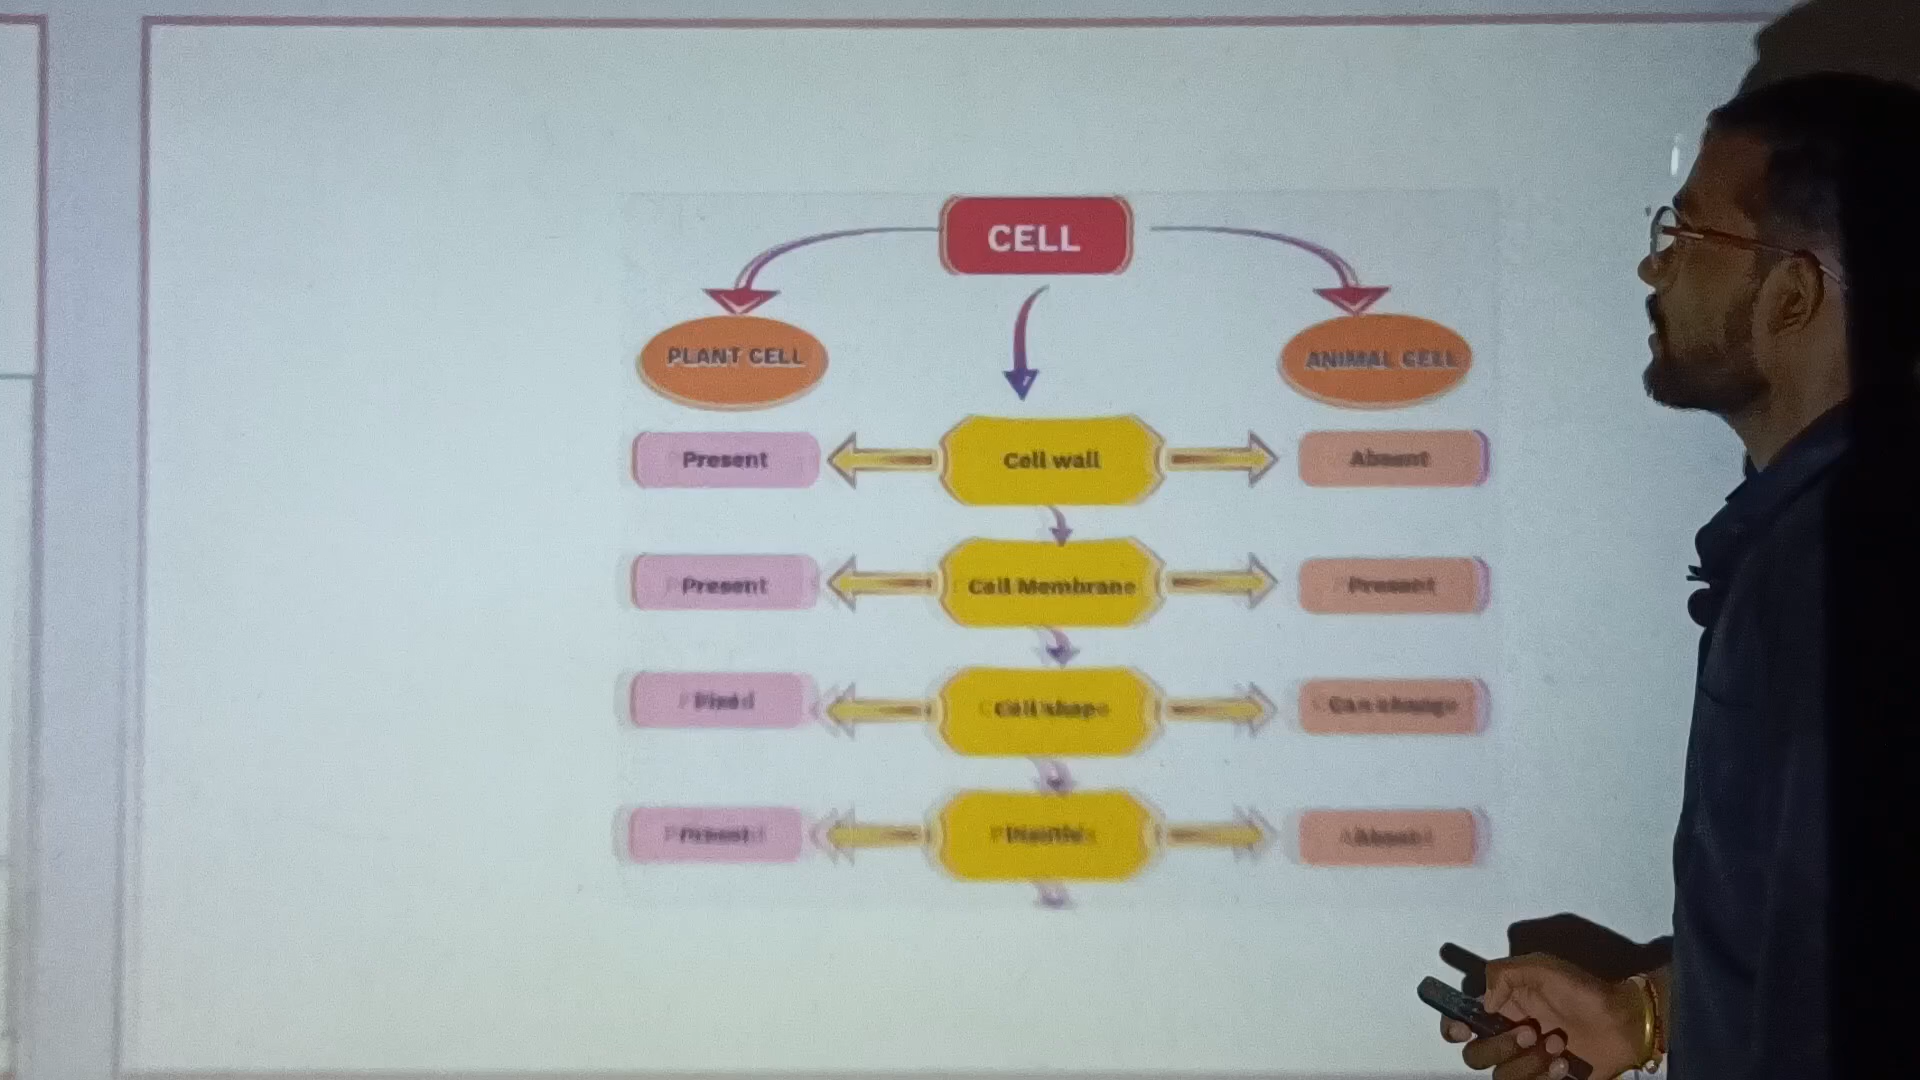 CELL
PLANT CELL
ANIMAL CELL
Present
Cell wall
Absent
Present
Cell Membrane
Present
Fixed
Cell shape
Can change
Present
Plastids
Absent